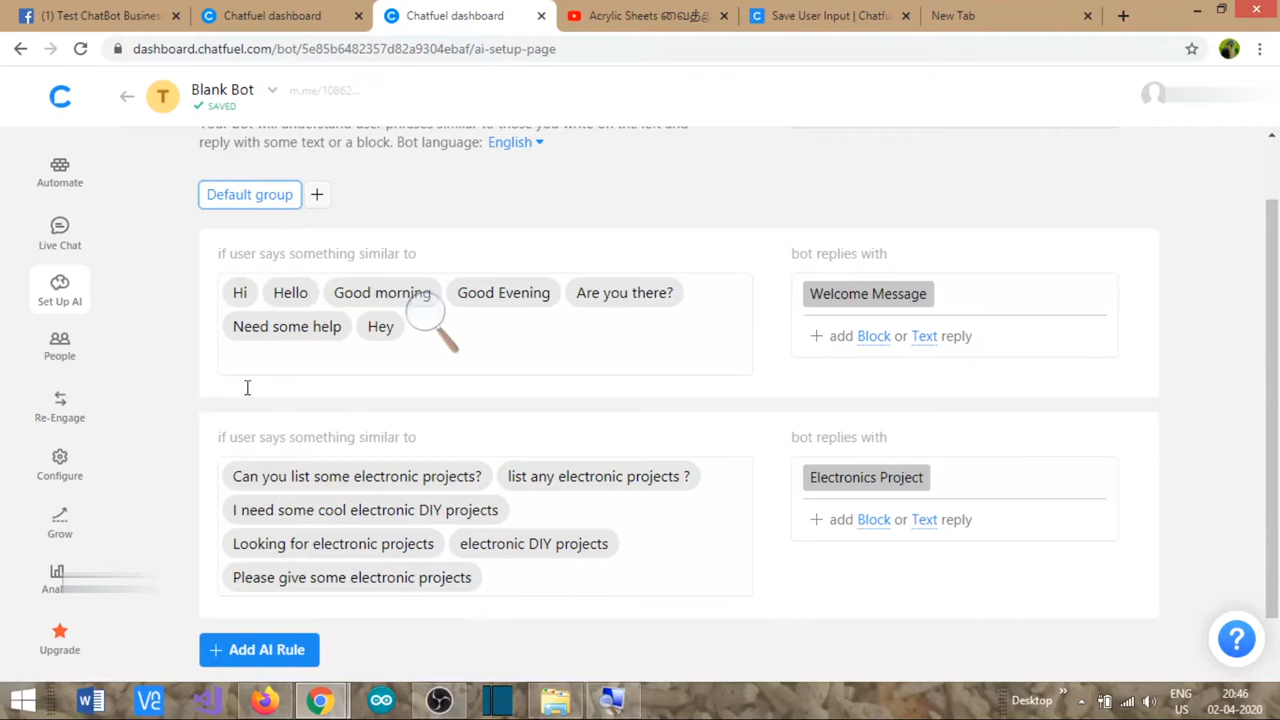 (1) Test ChatBot Busines
Chatfuel dashboard
Chatfuel dashboard
Acrylic Sheets வைத்த
Save User Input | Chatfu
New Tab
dashboard.chatfuel.com/bot/5e85b6482357d82a9304ebaf/ai-setup-page
T
Blank Bot
m.me/10862...
SAVED
Your bot will understand user phrases similar to those you write on the left and
reply with some text or a block. Bot language: English
Automate
Live Chat
Set Up AI
People
Re-Engage
Configure
Grow
Upgrade
Default group
if user says something similar to
bot replies with
Hi Hello Good morning Good Evening Are you there?
Need some help Hey
Welcome Message
+ add Block or Text reply
if user says something similar to
bot replies with
Can you list some electronic projects? list any electronic projects ?
I need some cool electronic DIY projects
Looking for electronic projects electronic DIY projects
Please give some electronic projects
Electronics Project
+ add Block or Text reply
+ Add AI Rule
?
Desktop
ENG
US
20:46
02-04-2020